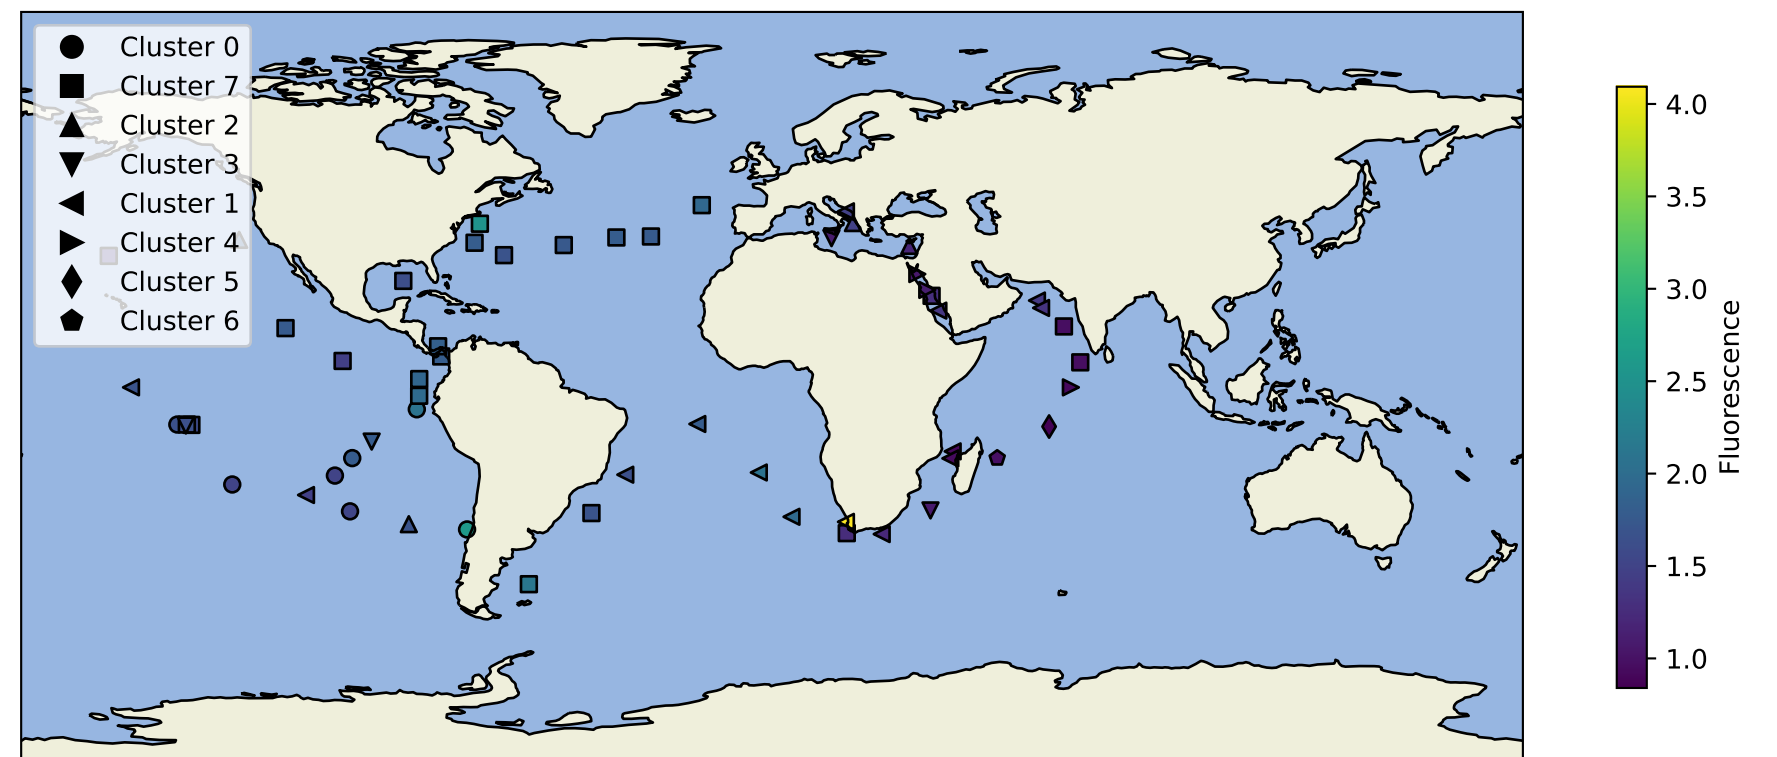 Cluster 0
Cluster 7
Cluster 2
Cluster 3
Cluster 1
Cluster 4
Cluster 5
Cluster 6
4.0
3.5
3.0
2.5
2.0
1.5
1.0
Fluorescence